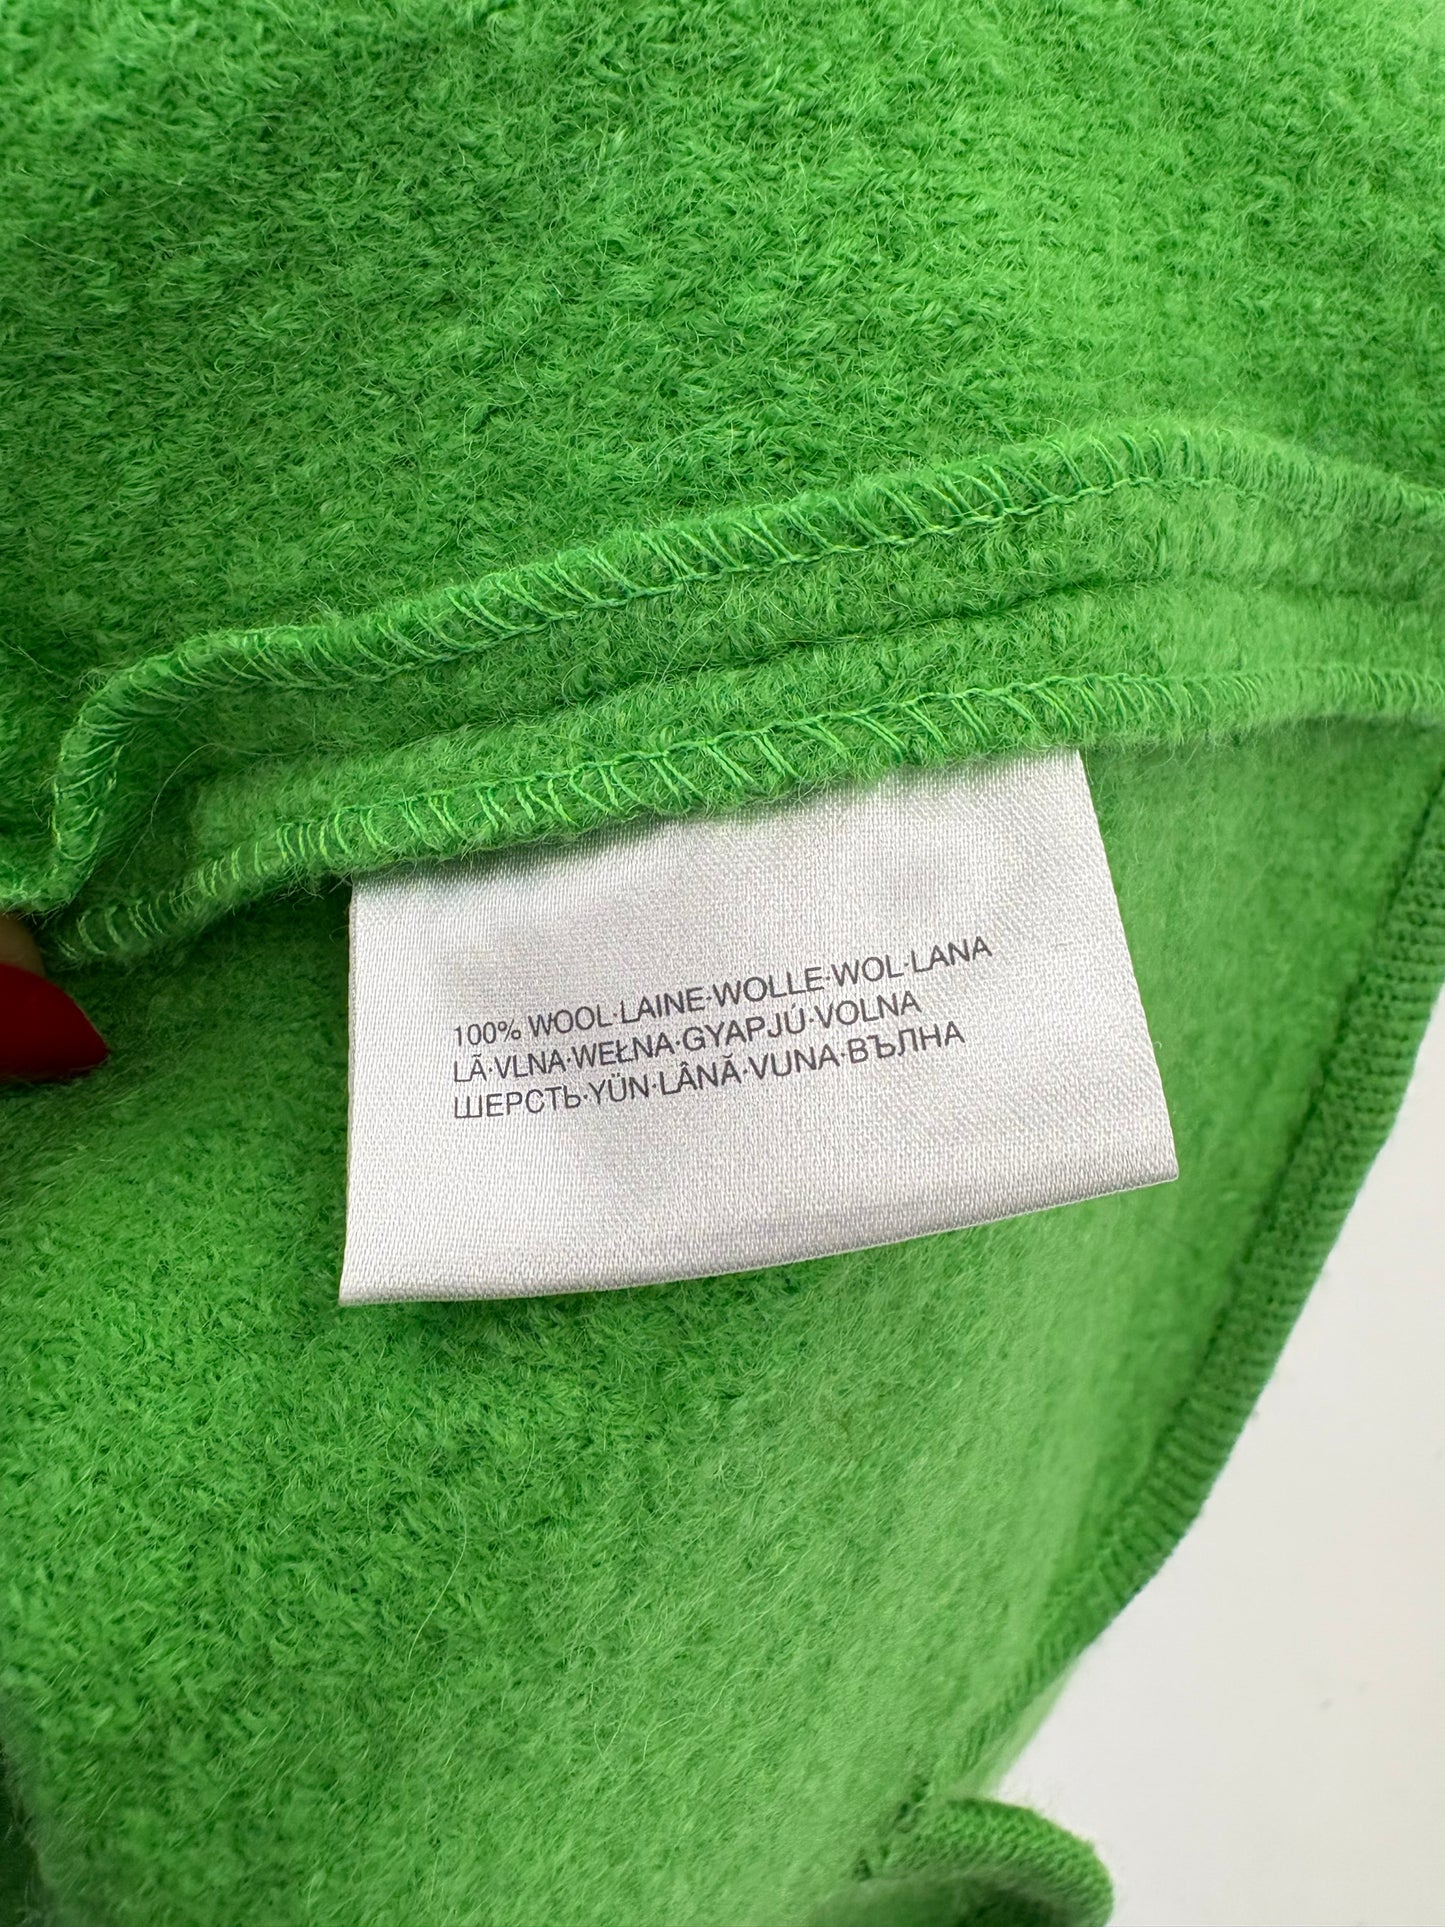 100% WOOL·LAINE·WOLLE·WOL·LANA
LÃ·VLNA·WEŁNA·GYAPJÚ·VOLNA
ШЕРСТЬ·YÜN·LÂNĂ·VUNA·ВЪЛНА